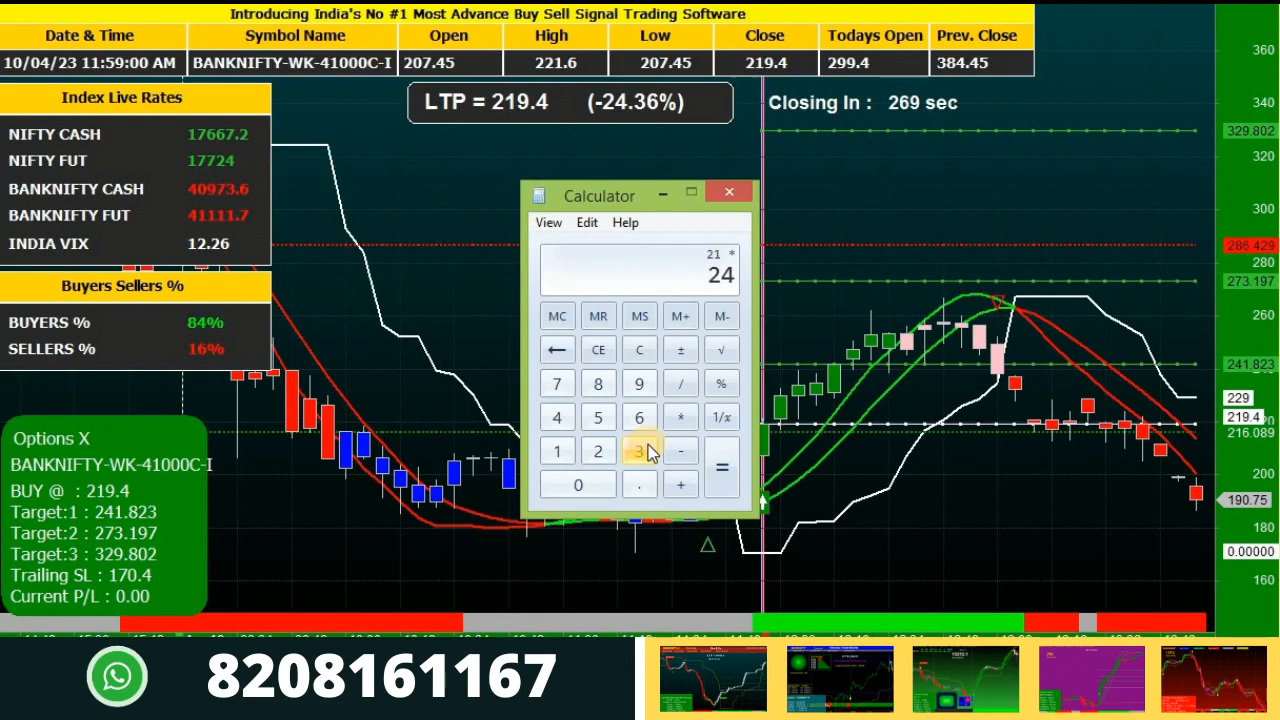 Introducing India's No #1 Most Advance Buy Sell Signal Trading Software
Date & Time Symbol Name Open High Low Close Todays Open Prev. Close
10/04/23 11:59:00 AM BANKNIFTY-WK-41000C-I 207.45 221.6 207.45 219.4 299.4 384.45
Index Live Rates
NIFTY CASH 17667.2
NIFTY FUT 17724
BANKNIFTY CASH 40973.6
BANKNIFTY FUT 41111.7
INDIA VIX 12.26
Buyers Sellers %
BUYERS % 84%
SELLERS % 16%
LTP = 219.4 (-24.36%)
Closing In : 269 sec
Calculator
View Edit Help
21 *
24
MC MR MS M+ M-
← CE C ± √
7 8 9 / %
4 5 6 * 1/x
1 2 3 - =
0 . +
Options X
BANKNIFTY-WK-41000C-I
BUY @ : 219.4
Target:1 : 241.823
Target:2 : 273.197
Target:3 : 329.802
Trailing SL : 170.4
Current P/L : 0.00
360
340
329.802
320
300
286.429
280
273.197
260
241.823
229
219.4
216.089
200
190.75
180
0.00000
160
8208161167